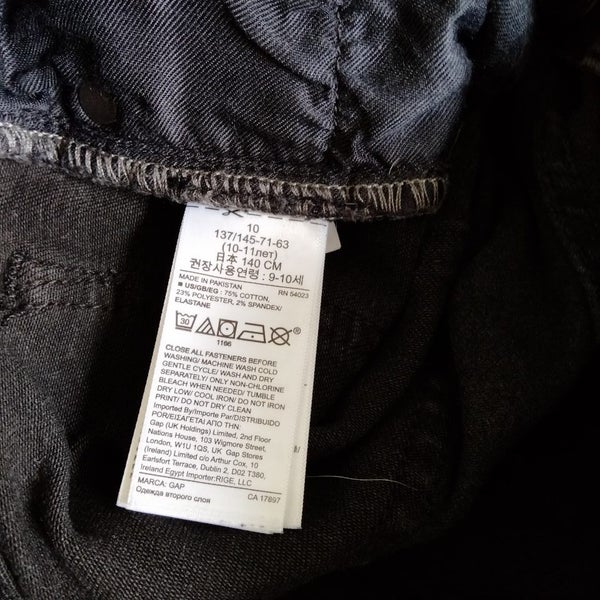 10
137/145-71-63
(10-11лет)
日本 140 CM
권장사용연령 : 9-10세
MADE IN PAKISTAN RN 54023
■ US/GB/EG : 75% COTTON,
23% POLYESTER, 2% SPANDEX/
ELASTANE
30
®
1166
CLOSE ALL FASTENERS BEFORE
WASHING/ MACHINE WASH COLD
GENTLE CYCLE/ WASH AND DRY
SEPARATELY/ ONLY NON-CHLORINE
BLEACH WHEN NEEDED/ TUMBLE
DRY LOW/ COOL IRON/ DO NOT IRON
PRINT/ DO NOT DRY CLEAN
Imported By/Importe Par/DISTRIBUIDO
POR/ΕΙΣΑΓΕΤΑΙ ΑΠΟ ΤΗΝ:
Gap (UK Holdings) Limited, 2nd Floor
Nations House, 103 Wigmore Street,
London, W1U 1QS, UK Gap Stores
(Ireland) Limited c/o Arthur Cox, 10
Earlsfort Terrace, Dublin 2, D02 T380,
Ireland Egypt Importer:RIGE, LLC
MARCA: GAP
Одежда второго слоя CA 17897